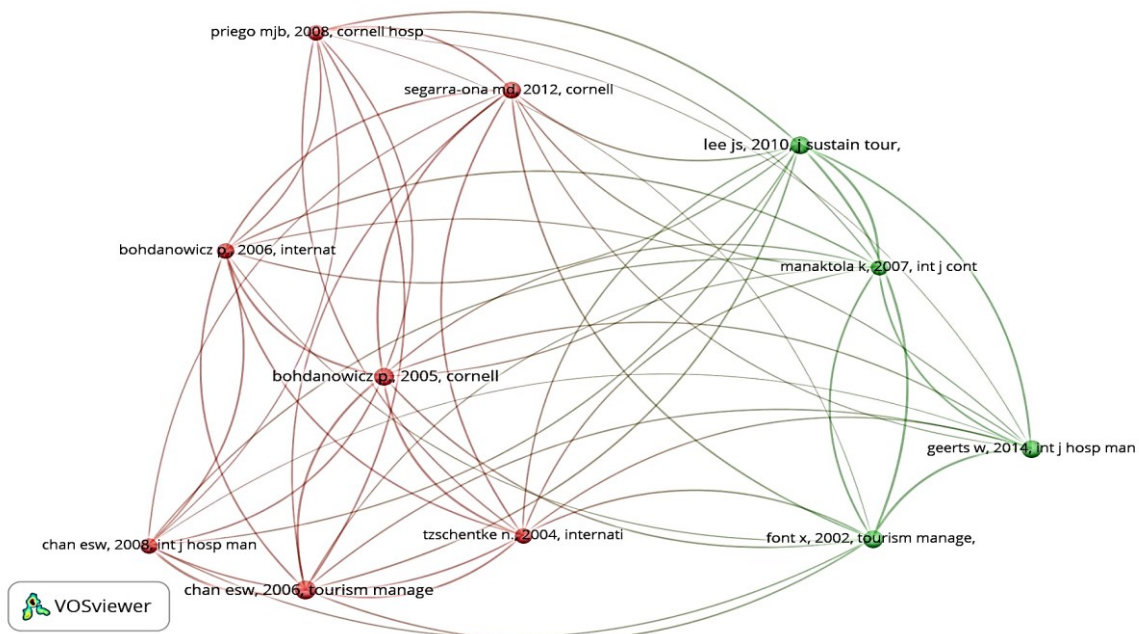 priego mjb, 2008, cornell hosp
segarra-ona md, 2012, cornell
lee js, 2010, j sustain tour,
bohdanowicz p., 2006, internat
manaktola k, 2007, int j cont
bohdanowicz p., 2005, cornell
geerts w, 2014, int j hosp man
chan esw, 2008, int j hosp man
tzschentke n., 2004, internati
font x, 2002, tourism manage,
chan esw, 2006, tourism manage
VOSviewer